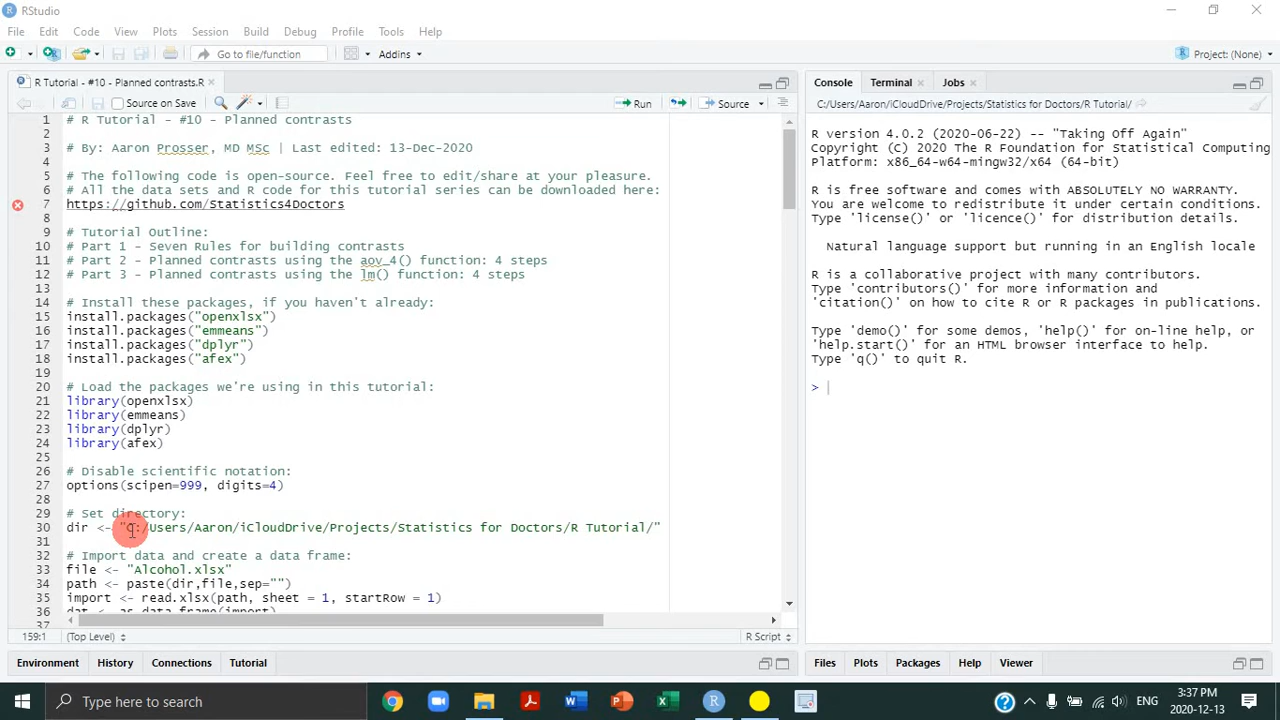 RStudio
File Edit Code View Plots Session Build Debug Profile Tools Help
Go to file/function Addins Project: (None)
R Tutorial - #10 - Planned contrasts.R
Source on Save Run Source
1 # R Tutorial - #10 - Planned contrasts
2
3 # By: Aaron Prosser, MD MSc | Last edited: 13-Dec-2020
4
5 # The following code is open-source. Feel free to edit/share at your pleasure.
6 # All the data sets and R code for this tutorial series can be downloaded here:
7 https://github.com/Statistics4Doctors
8
9 # Tutorial Outline:
10 # Part 1 - Seven Rules for building contrasts
11 # Part 2 - Planned contrasts using the aov_4() function: 4 steps
12 # Part 3 - Planned contrasts using the lm() function: 4 steps
13
14 # Install these packages, if you haven't already:
15 install.packages("openxlsx")
16 install.packages("emmeans")
17 install.packages("dplyr")
18 install.packages("afex")
19
20 # Load the packages we're using in this tutorial:
21 library(openxlsx)
22 library(emmeans)
23 library(dplyr)
24 library(afex)
25
26 # Disable scientific notation:
27 options(scipen=999, digits=4)
28
29 # Set directory:
30 dir <- "C:/Users/Aaron/iCloudDrive/Projects/Statistics for Doctors/R Tutorial/"
31
32 # Import data and create a data frame:
33 file <- "Alcohol.xlsx"
34 path <- paste(dir,file,sep="")
35 import <- read.xlsx(path, sheet = 1, startRow = 1)
36 dat <- as.data.frame(import)
37
159:1 (Top Level) R Script
Environment History Connections Tutorial
Console Terminal Jobs
C:/Users/Aaron/iCloudDrive/Projects/Statistics for Doctors/R Tutorial/
R version 4.0.2 (2020-06-22) -- "Taking Off Again"
Copyright (C) 2020 The R Foundation for Statistical Computing
Platform: x86_64-w64-mingw32/x64 (64-bit)
R is free software and comes with ABSOLUTELY NO WARRANTY.
You are welcome to redistribute it under certain conditions.
Type 'license()' or 'licence()' for distribution details.
Natural language support but running in an English locale
R is a collaborative project with many contributors.
Type 'contributors()' for more information and
'citation()' on how to cite R or R packages in publications.
Type 'demo()' for some demos, 'help()' for on-line help, or
'help.start()' for an HTML browser interface to help.
Type 'q()' to quit R.
>
Files Plots Packages Help Viewer
Type here to search
ENG
3:37 PM
2020-12-13